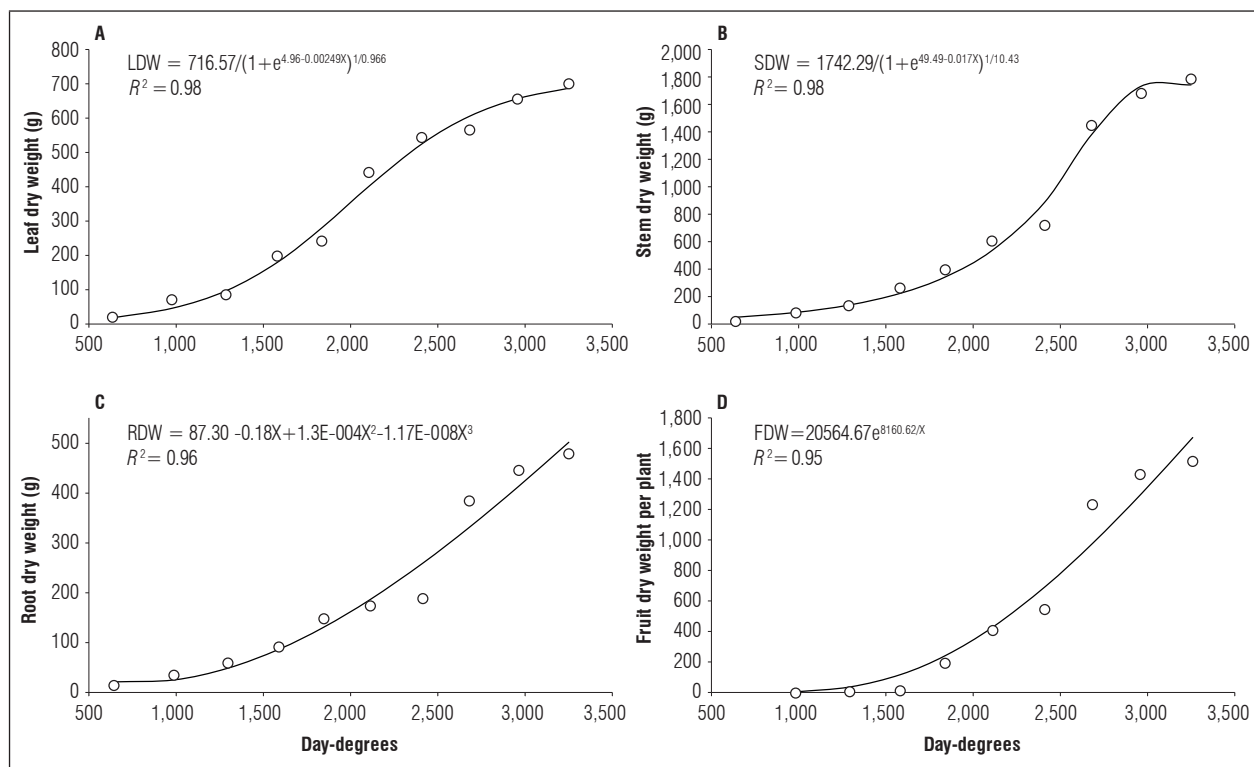 A
LDW = 716.57/(1+e^4.96-0.00249X)^1/0.966
R² = 0.98
Leaf dry weight (g)
800
700
600
500
400
300
200
100
0
500 1,000 1,500 2,000 2,500 3,000 3,500
B
SDW = 1742.29/(1+e^49.49-0.017X)^1/10.43
R² = 0.98
Stem dry weight (g)
2,000
1,800
1,600
1,400
1,200
1,000
800
600
400
200
0
500 1,000 1,500 2,000 2,500 3,000 3,500
C
RDW = 87.30 -0.18X+1.3E-004X²-1.17E-008X³
R² = 0.96
Root dry weight (g)
500
400
300
200
100
0
500 1,000 1,500 2,000 2,500 3,000 3,500
Day-degrees
D
FDW=20564.67e^8160.62/X
R² = 0.95
Fruit dry weight per plant
1,800
1,600
1,400
1,200
1,000
800
600
400
200
0
500 1,000 1,500 2,000 2,500 3,000 3,500
Day-degrees